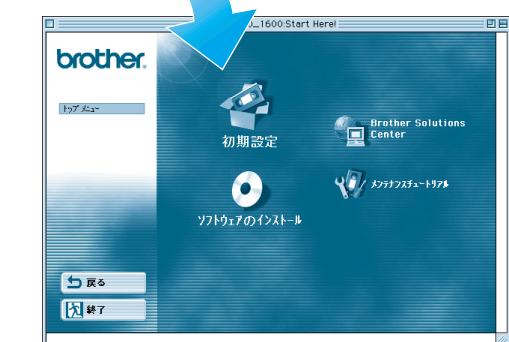 _1600:Start Here!
brother.
トップ メニュー
初期設定
Brother Solutions
Center
ソフトウェアのインストール
メンテナンスチュートリアル
戻る
終了